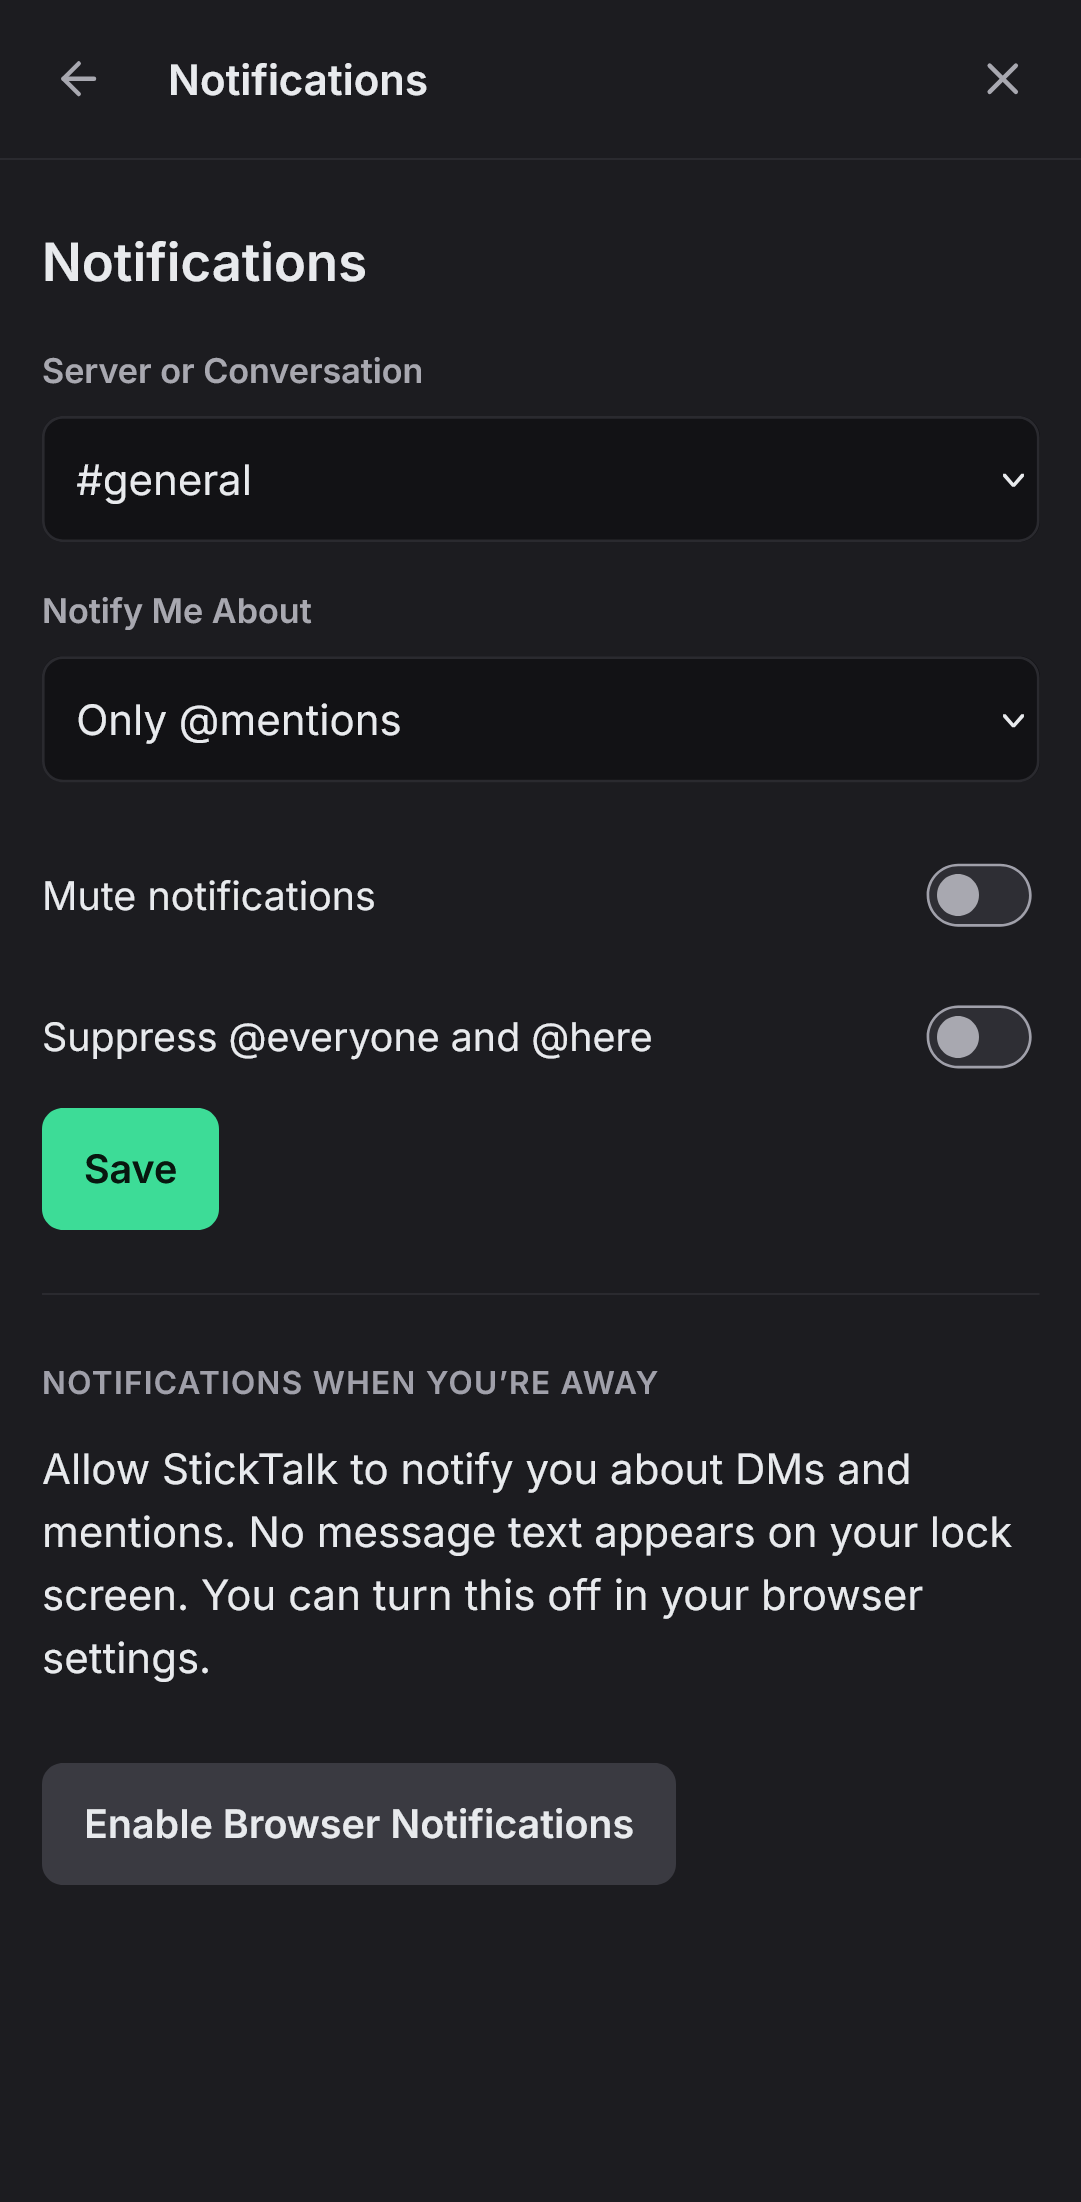 Notifications
Notifications
Server or Conversation
#general
Notify Me About
Only @mentions
Mute notifications
Suppress @everyone and @here
Save
NOTIFICATIONS WHEN YOU’RE AWAY
Allow StickTalk to notify you about DMs and
mentions. No message text appears on your lock
screen. You can turn this off in your browser
settings.
Enable Browser Notifications